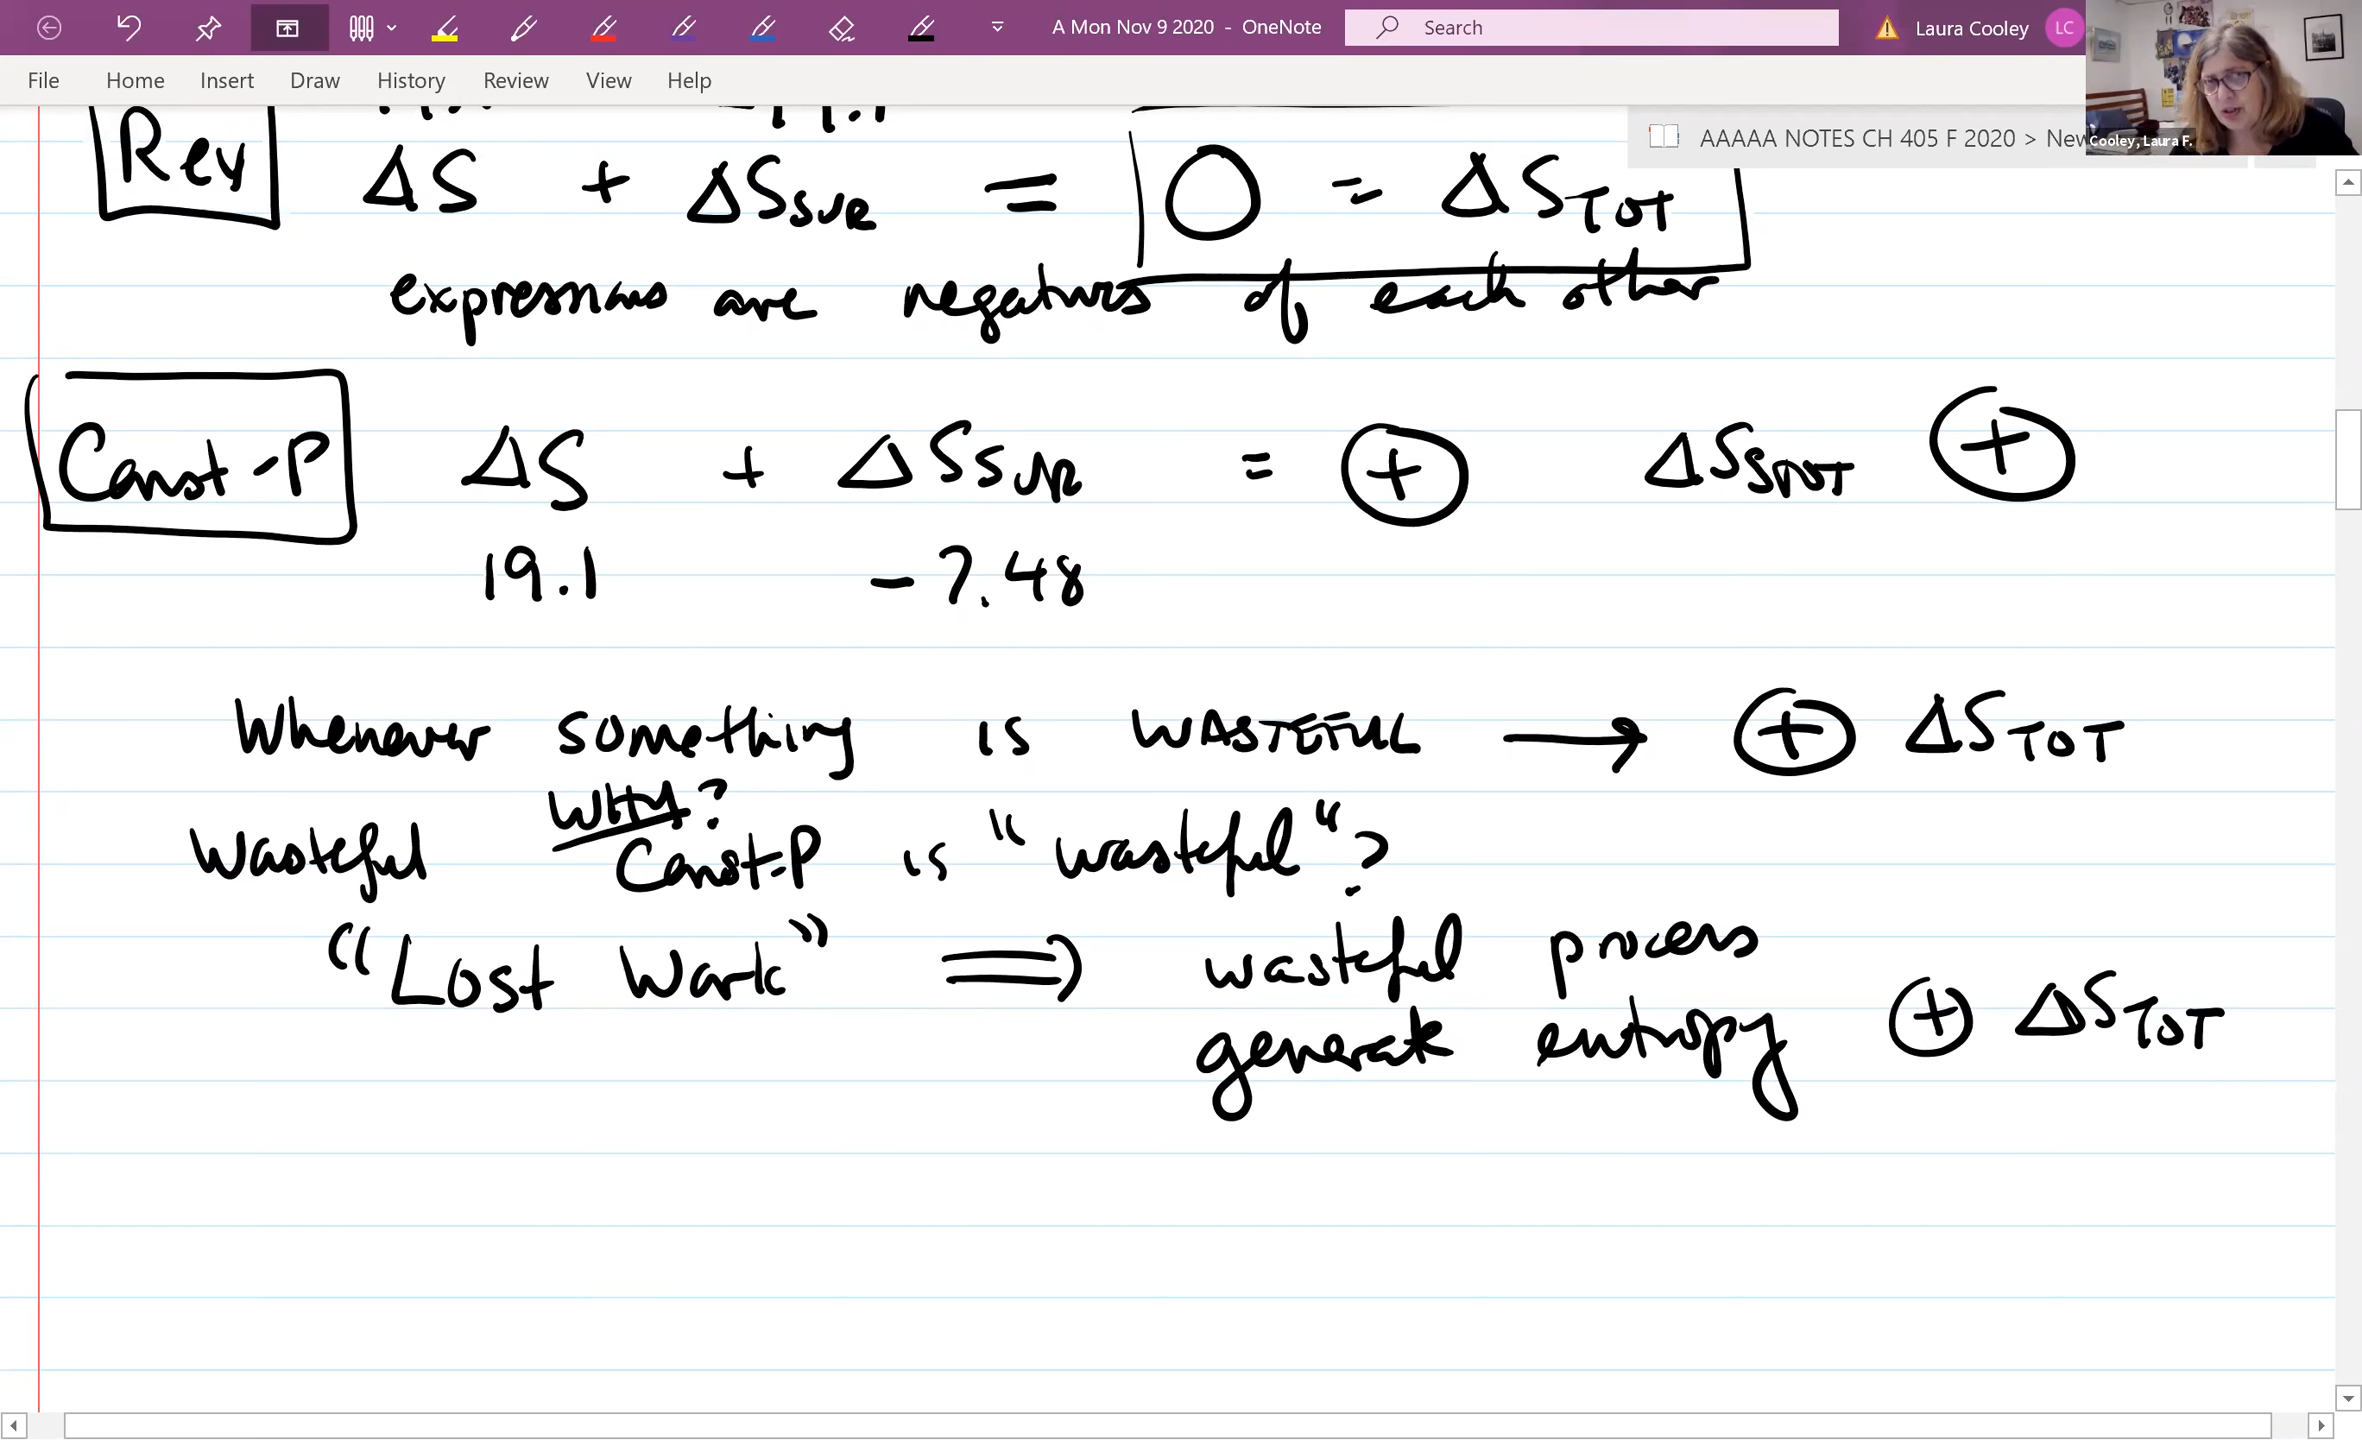 A Mon Nov 9 2020 - OneNote
Search
Laura Cooley LC
File Home Insert Draw History Review View Help
AAAAA NOTES CH 405 F 2020 > New
Cooley, Laura F.
Rev ΔS + ΔSsur = 0 = ΔSTOT
expressions are negatives of each other
Const-P ΔS + ΔSsur = + ΔSTOT +
19.1 -7.48
Whenever something is WASTEFUL → + ΔSTOT
WHY?
Wasteful Const-P is "wasteful"?
"Lost Work" ⇒ wasteful process
generate entropy + ΔSTOT